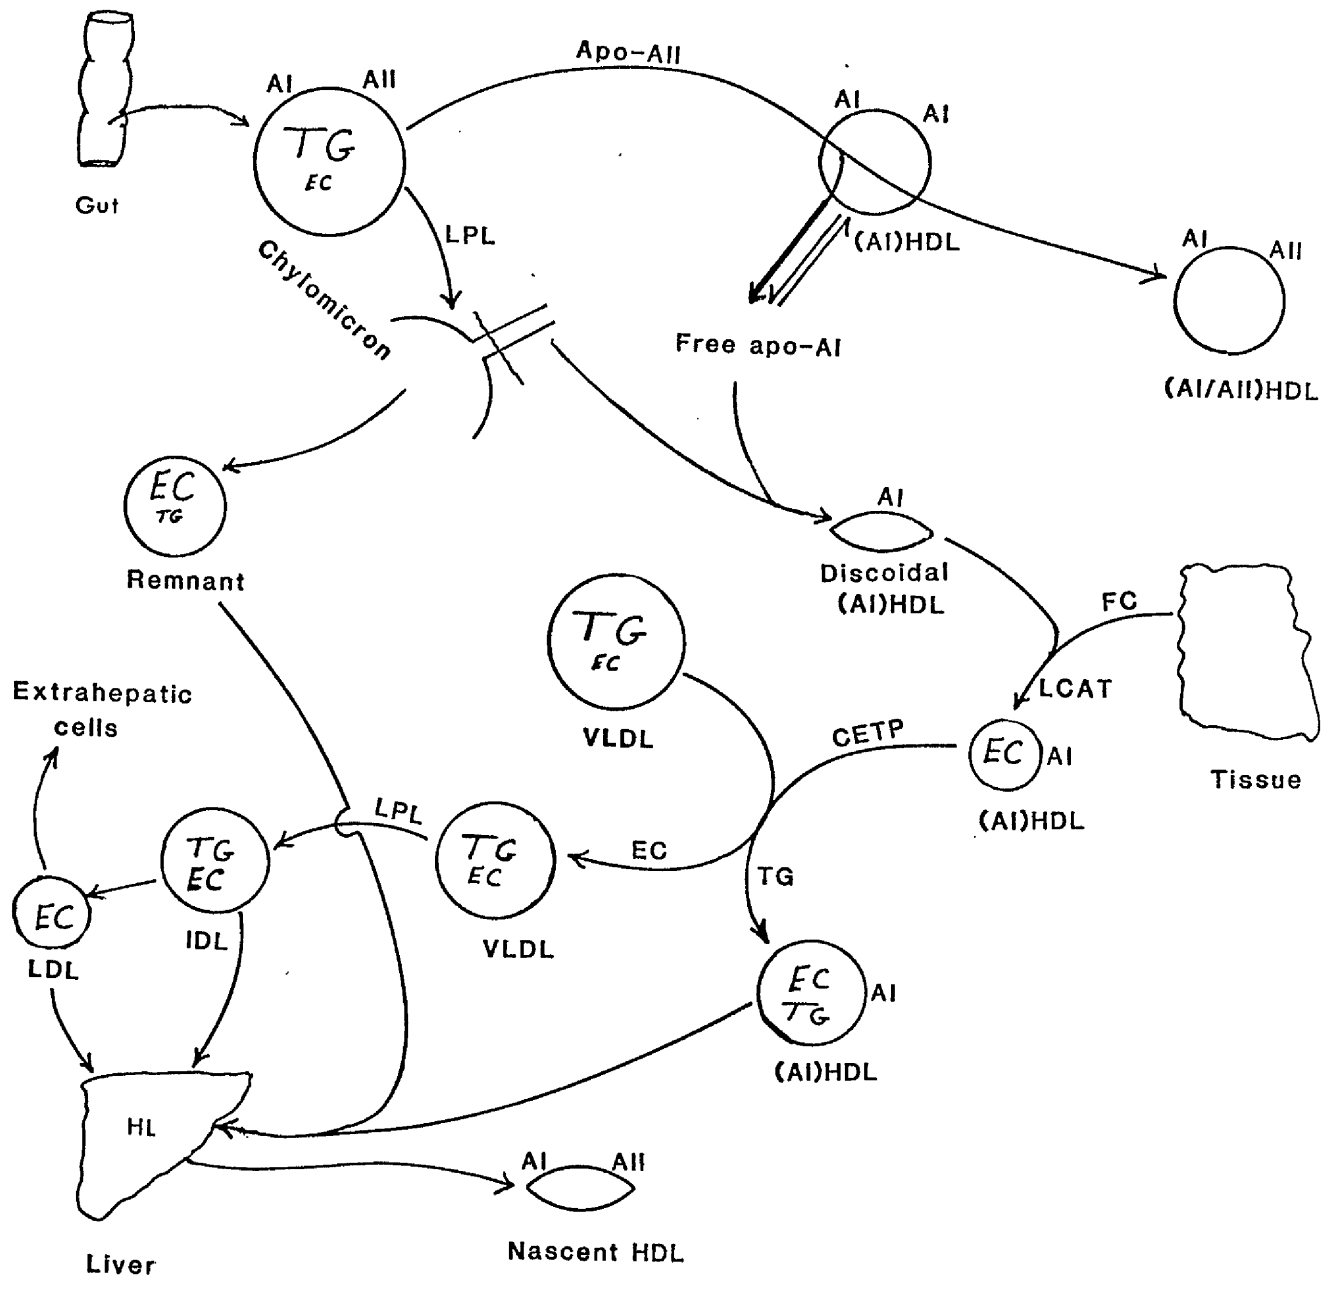 Apo-AII
AI AII
TG
EC
Gut
Chylomicron
LPL
AI AI
(AI)HDL
AI AII
(AI/AII)HDL
Free apo-AI
EC
TG
Remnant
AI
Discoidal
(AI)HDL
FC
LCAT
Tissue
TG
EC
VLDL
CETP
EC AI
(AI)HDL
Extrahepatic
cells
LPL
TG
EC
IDL
TG
EC
VLDL
EC
TG
EC
LDL
EC
TG
AI
(AI)HDL
HL
Liver
AI AII
Nascent HDL